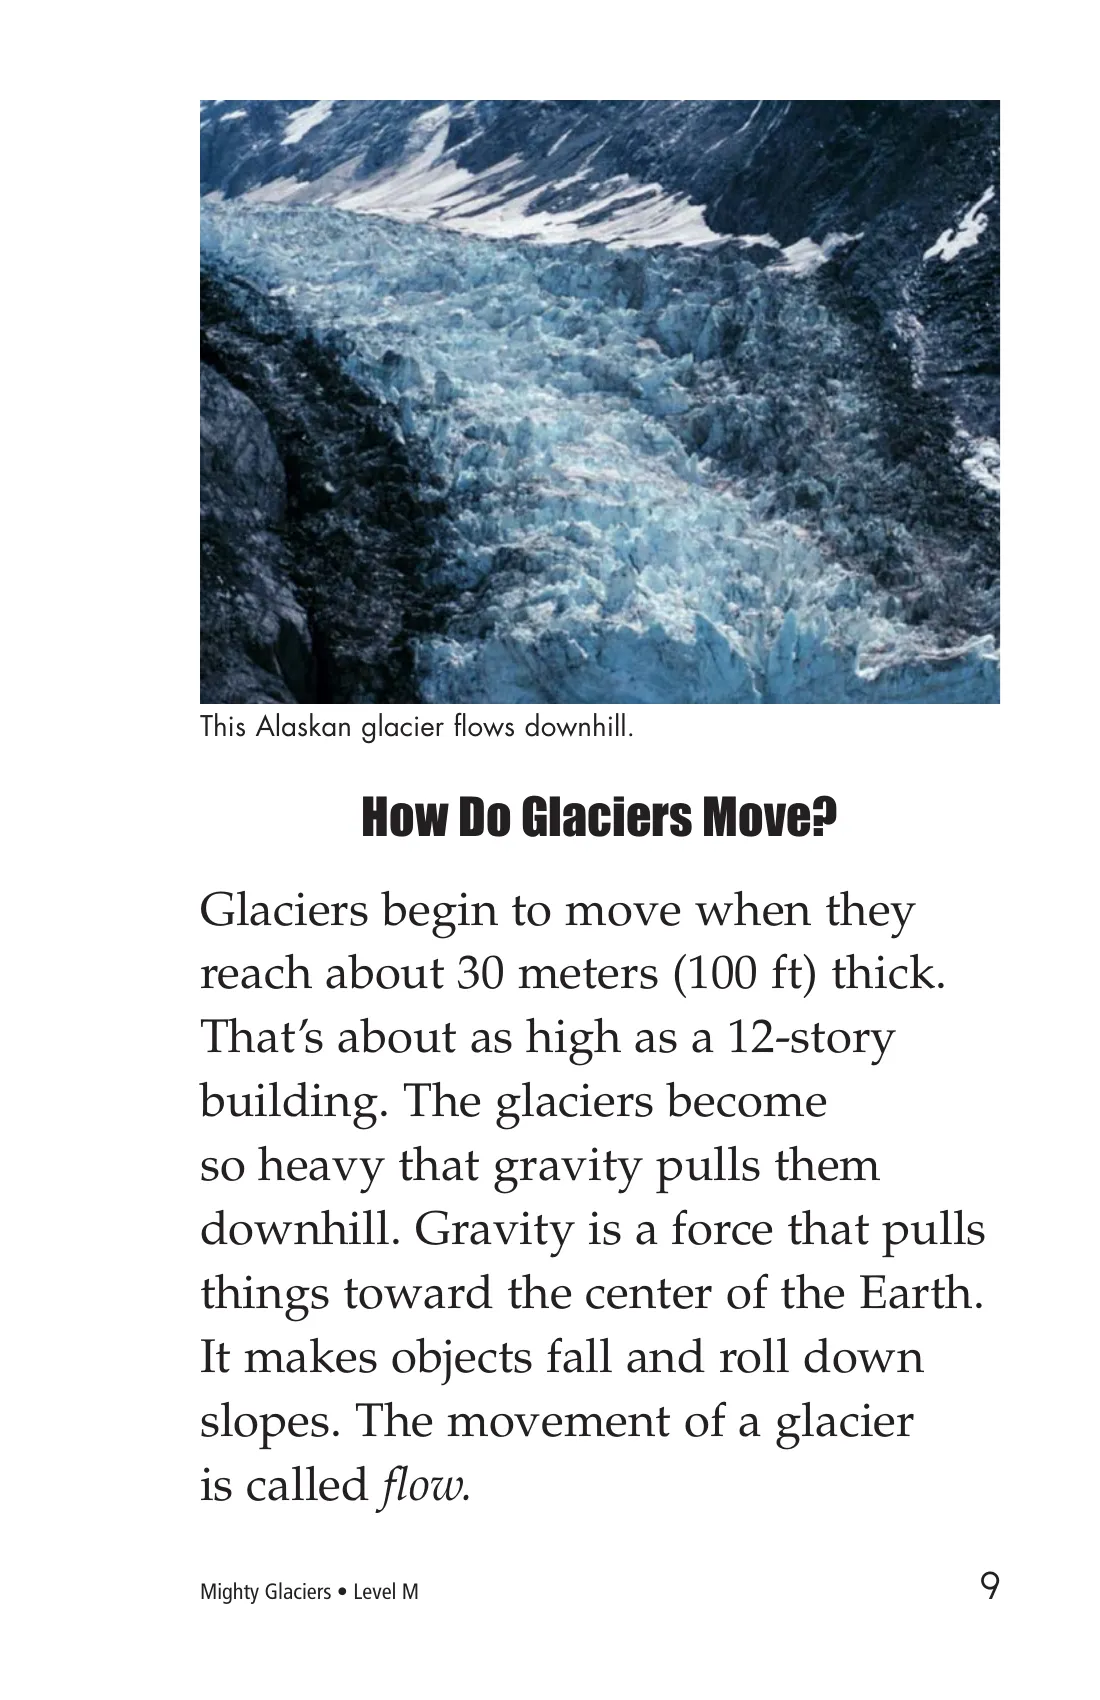 This Alaskan glacier flows downhill.
How Do Glaciers Move?
Glaciers begin to move when they
reach about 30 meters (100 ft) thick.
That’s about as high as a 12-story
building. The glaciers become
so heavy that gravity pulls them
downhill. Gravity is a force that pulls
things toward the center of the Earth.
It makes objects fall and roll down
slopes. The movement of a glacier
is called flow.
Mighty Glaciers • Level M 9